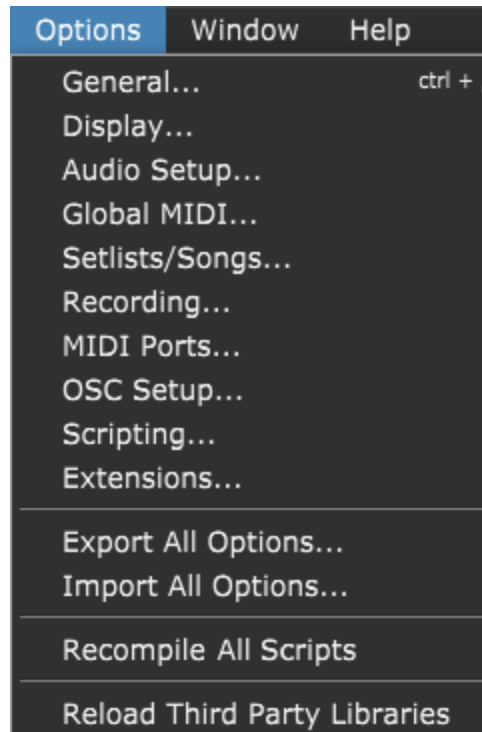 Options Window Help
General... ctrl +
Display...
Audio Setup...
Global MIDI...
Setlists/Songs...
Recording...
MIDI Ports...
OSC Setup...
Scripting...
Extensions...
Export All Options...
Import All Options...
Recompile All Scripts
Reload Third Party Libraries